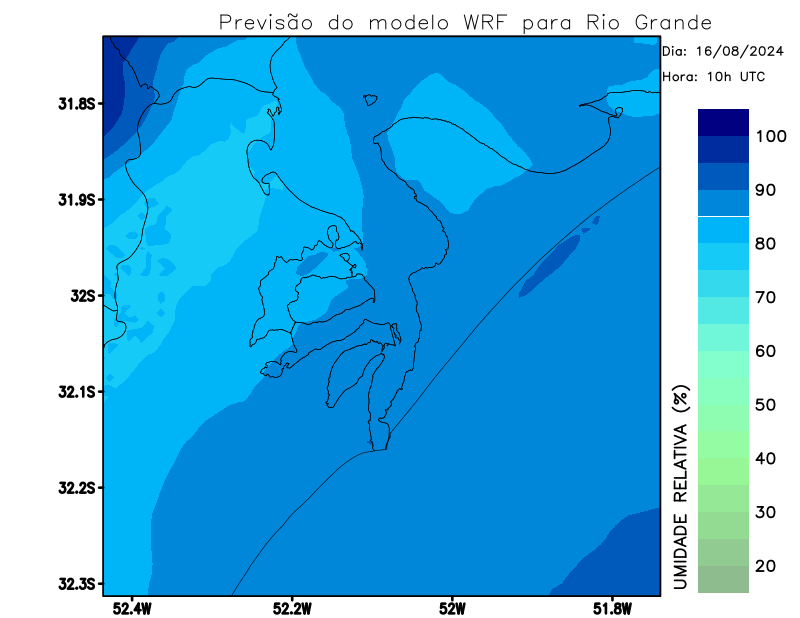 Previsão do modelo WRF para Rio Grande
Dia: 16/08/2024
Hora: 10h UTC
31.8S
31.9S
32S
32.1S
32.2S
32.3S
52.4W
52.2W
52W
51.8W
UMIDADE RELATIVA (%)
100
90
80
70
60
50
40
30
20